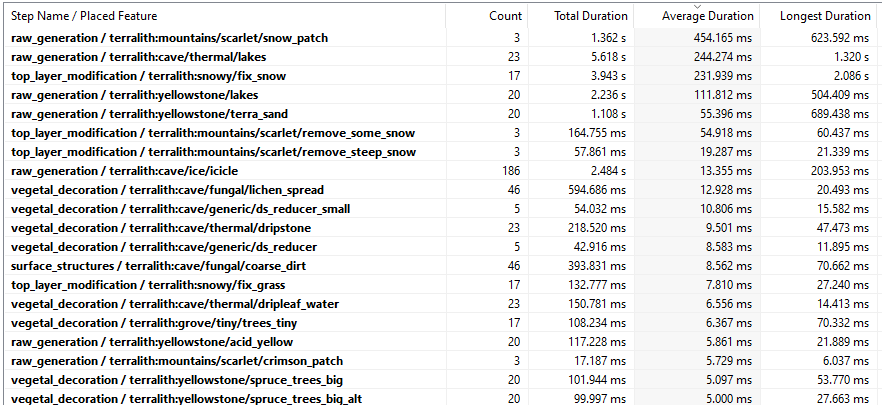 Step Name / Placed Feature Count Total Duration Average Duration Longest Duration
raw_generation / terralith:mountains/scarlet/snow_patch 3 1.362 s 454.165 ms 623.592 ms
raw_generation / terralith:cave/thermal/lakes 23 5.618 s 244.274 ms 1.320 s
top_layer_modification / terralith:snowy/fix_snow 17 3.943 s 231.939 ms 2.086 s
raw_generation / terralith:yellowstone/lakes 20 2.236 s 111.812 ms 504.409 ms
raw_generation / terralith:yellowstone/terra_sand 20 1.108 s 55.396 ms 689.438 ms
top_layer_modification / terralith:mountains/scarlet/remove_some_snow 3 164.755 ms 54.918 ms 60.437 ms
top_layer_modification / terralith:mountains/scarlet/remove_steep_snow 3 57.861 ms 19.287 ms 21.339 ms
raw_generation / terralith:cave/ice/icicle 186 2.484 s 13.355 ms 203.953 ms
vegetal_decoration / terralith:cave/fungal/lichen_spread 46 594.686 ms 12.928 ms 20.493 ms
vegetal_decoration / terralith:cave/generic/ds_reducer_small 5 54.032 ms 10.806 ms 15.582 ms
vegetal_decoration / terralith:cave/thermal/dripstone 23 218.520 ms 9.501 ms 47.473 ms
vegetal_decoration / terralith:cave/generic/ds_reducer 5 42.916 ms 8.583 ms 11.895 ms
surface_structures / terralith:cave/fungal/coarse_dirt 46 393.831 ms 8.562 ms 70.662 ms
top_layer_modification / terralith:snowy/fix_grass 17 132.777 ms 7.810 ms 27.240 ms
vegetal_decoration / terralith:cave/thermal/dripleaf_water 23 150.781 ms 6.556 ms 14.413 ms
vegetal_decoration / terralith:grove/tiny/trees_tiny 17 108.234 ms 6.367 ms 70.332 ms
raw_generation / terralith:yellowstone/acid_yellow 20 117.228 ms 5.861 ms 21.889 ms
raw_generation / terralith:mountains/scarlet/crimson_patch 3 17.187 ms 5.729 ms 6.037 ms
vegetal_decoration / terralith:yellowstone/spruce_trees_big 20 101.944 ms 5.097 ms 53.770 ms
vegetal_decoration / terralith:yellowstone/spruce_trees_big_alt 20 99.997 ms 5.000 ms 27.663 ms